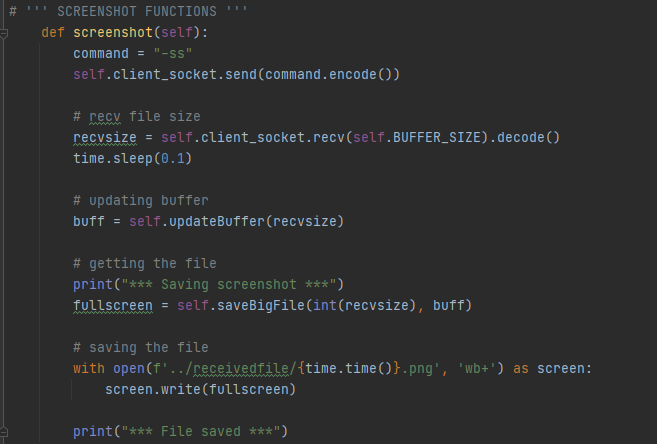 # ''' SCREENSHOT FUNCTIONS '''
def screenshot(self):
command = "-ss"
self.client_socket.send(command.encode())
# recv file size
recvsize = self.client_socket.recv(self.BUFFER_SIZE).decode()
time.sleep(0.1)
# updating buffer
buff = self.updateBuffer(recvsize)
# getting the file
print("*** Saving screenshot ***")
fullscreen = self.saveBigFile(int(recvsize), buff)
# saving the file
with open(f'../receivedfile/{time.time()}.png', 'wb+') as screen:
screen.write(fullscreen)
print("*** File saved ***")